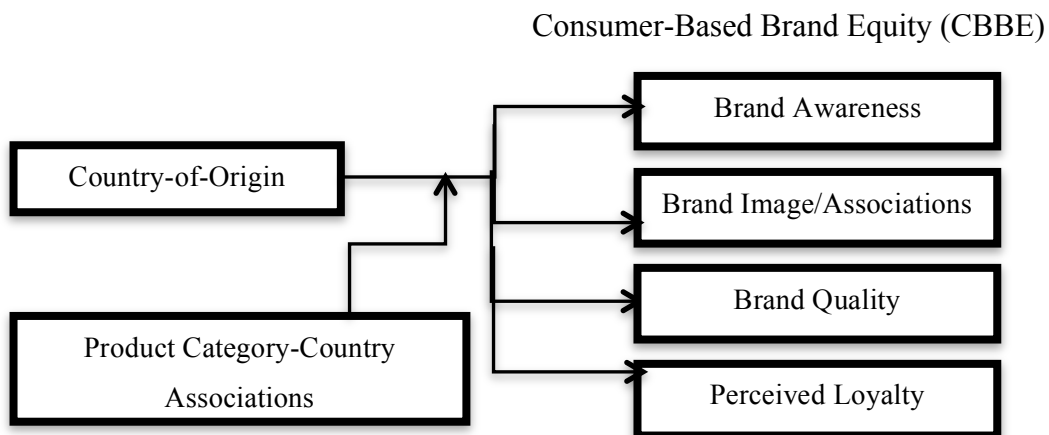 Consumer-Based Brand Equity (CBBE)
Brand Awareness
Country-of-Origin
Brand Image/Associations
Brand Quality
Product Category-Country
Associations
Perceived Loyalty